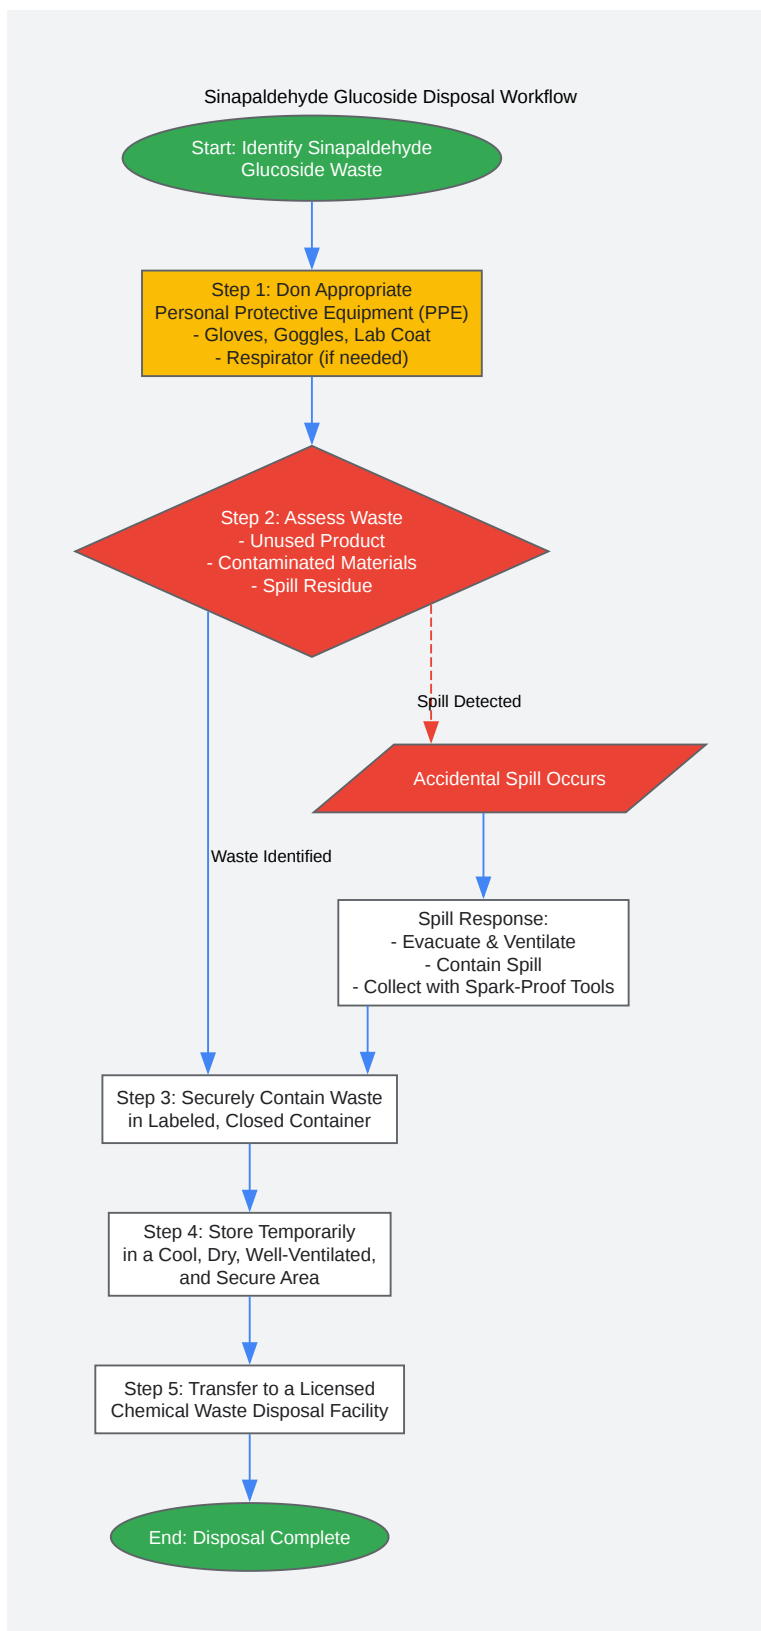 Sinapaldehyde Glucoside Disposal Workflow
Start: Identify Sinapaldehyde
Glucoside Waste
Step 1: Don Appropriate
Personal Protective Equipment (PPE)
- Gloves, Goggles, Lab Coat
- Respirator (if needed)
Step 2: Assess Waste
- Unused Product
- Contaminated Materials
- Spill Residue
Spill Detected
Accidental Spill Occurs
Waste Identified
Spill Response:
- Evacuate & Ventilate
- Contain Spill
- Collect with Spark-Proof Tools
Step 3: Securely Contain Waste
in Labeled, Closed Container
Step 4: Store Temporarily
in a Cool, Dry, Well-Ventilated,
and Secure Area
Step 5: Transfer to a Licensed
Chemical Waste Disposal Facility
End: Disposal Complete